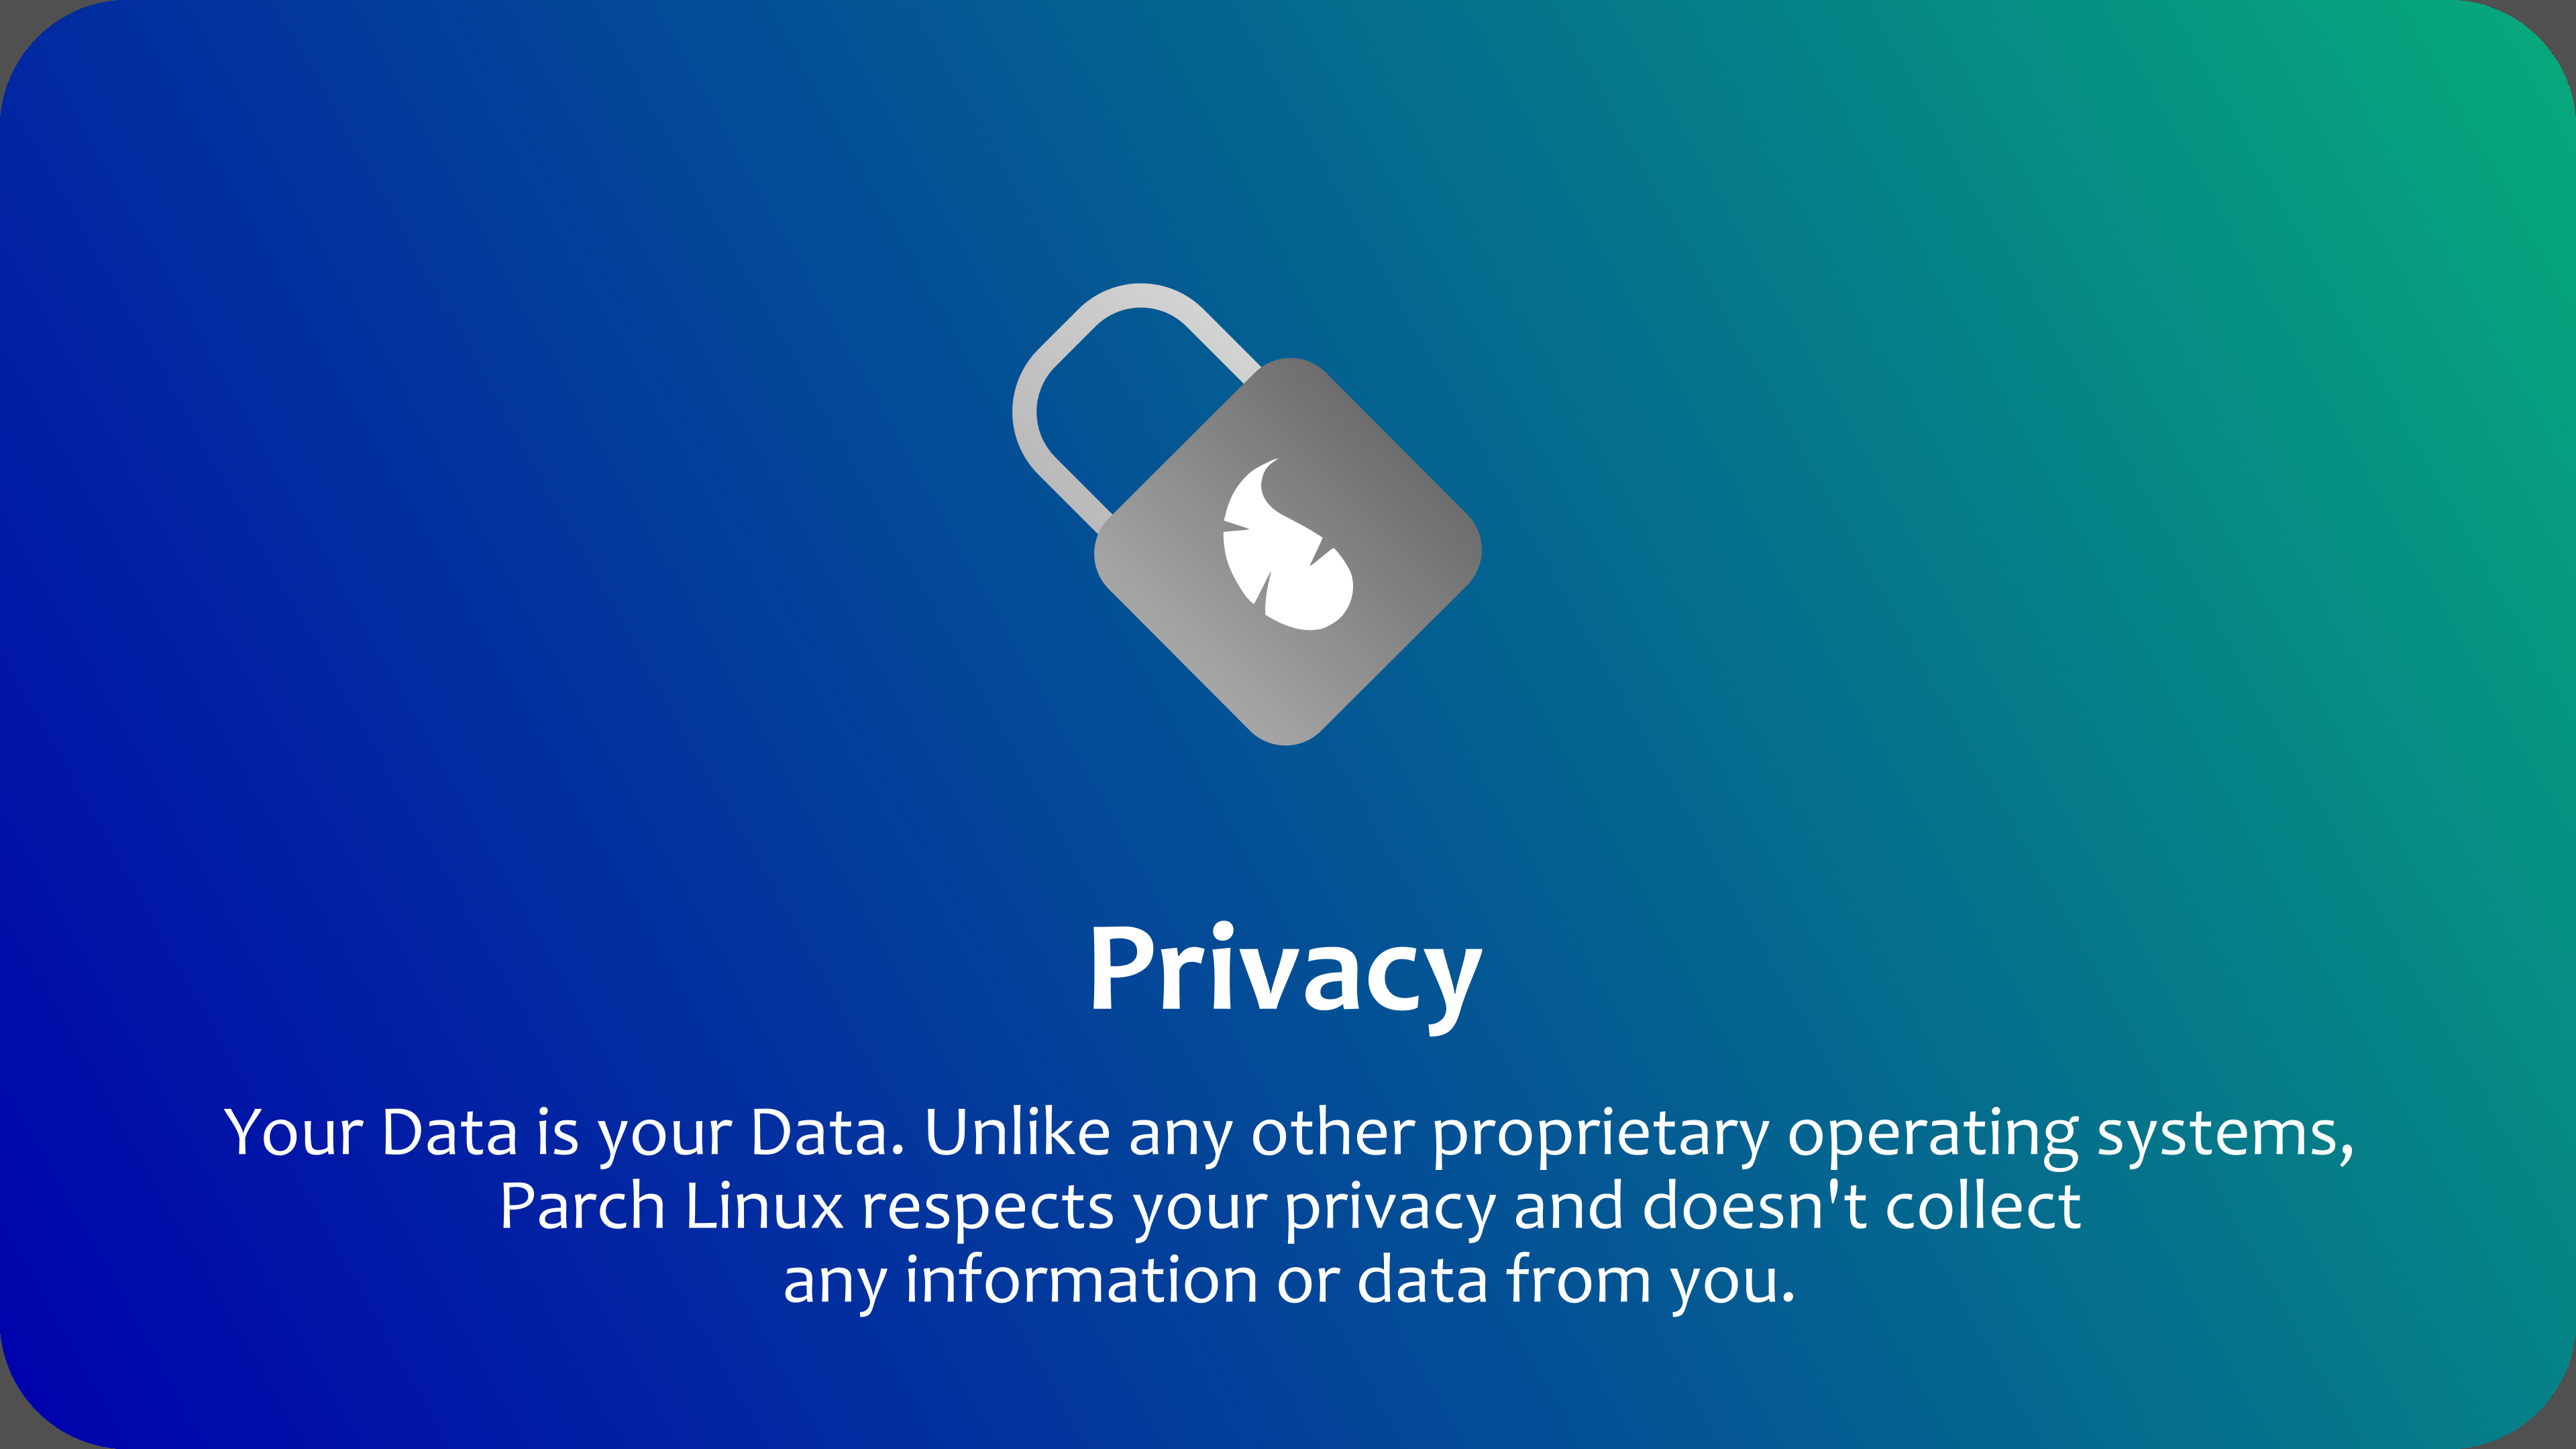 Privacy
Your Data is your Data. Unlike any other proprietary operating systems,
Parch Linux respects your privacy and doesn't collect
any information or data from you.